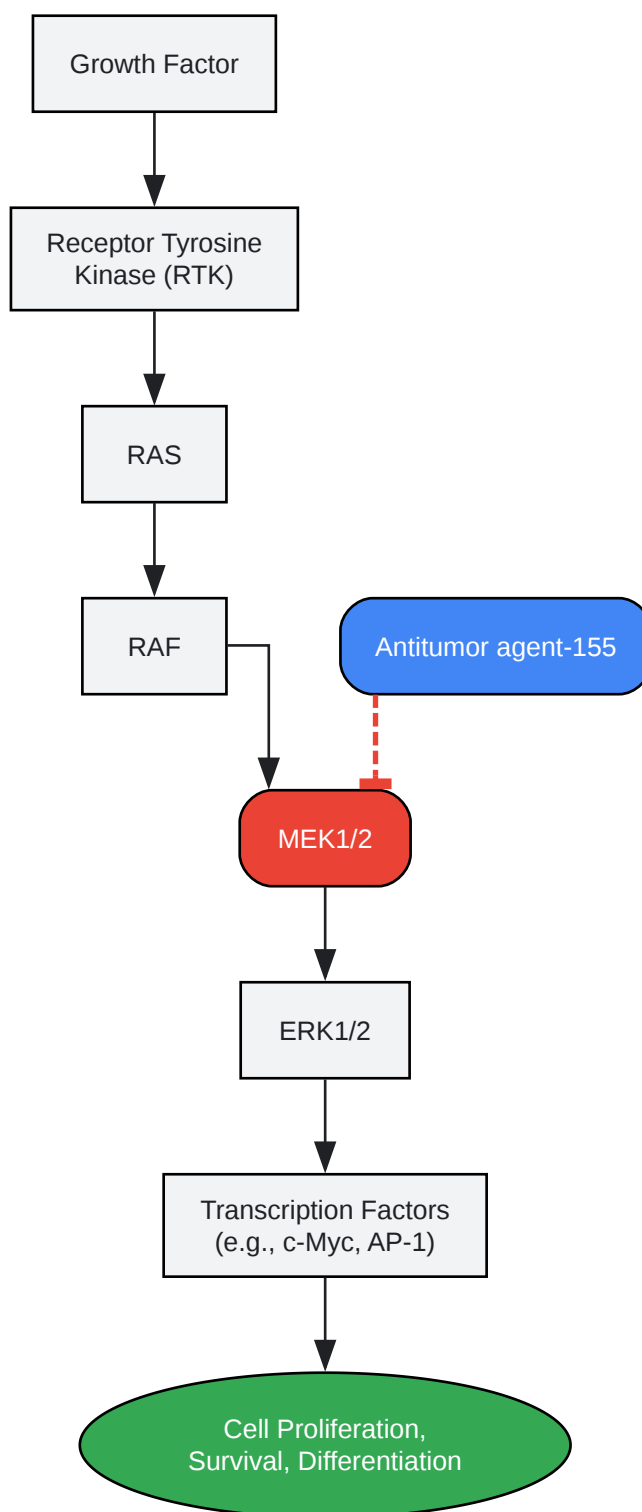 Growth Factor
Receptor Tyrosine
Kinase (RTK)
RAS
RAF
Antitumor agent-155
MEK1/2
ERK1/2
Transcription Factors
(e.g., c-Myc, AP-1)
Cell Proliferation,
Survival, Differentiation